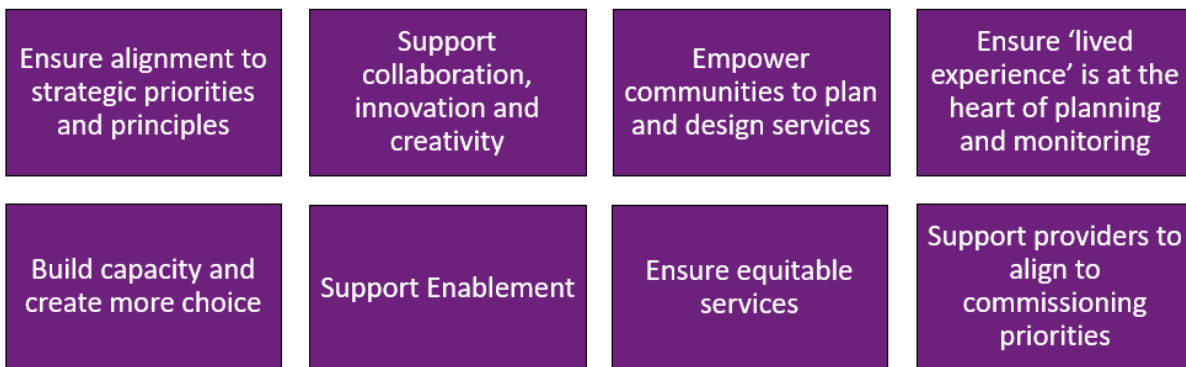 Ensure alignment to
strategic priorities
and principles
Support
collaboration,
innovation and
creativity
Empower
communities to plan
and design services
Ensure ‘lived
experience’ is at the
heart of planning
and monitoring
Build capacity and
create more choice
Support Enablement
Ensure equitable
services
Support providers to
align to
commissioning
priorities